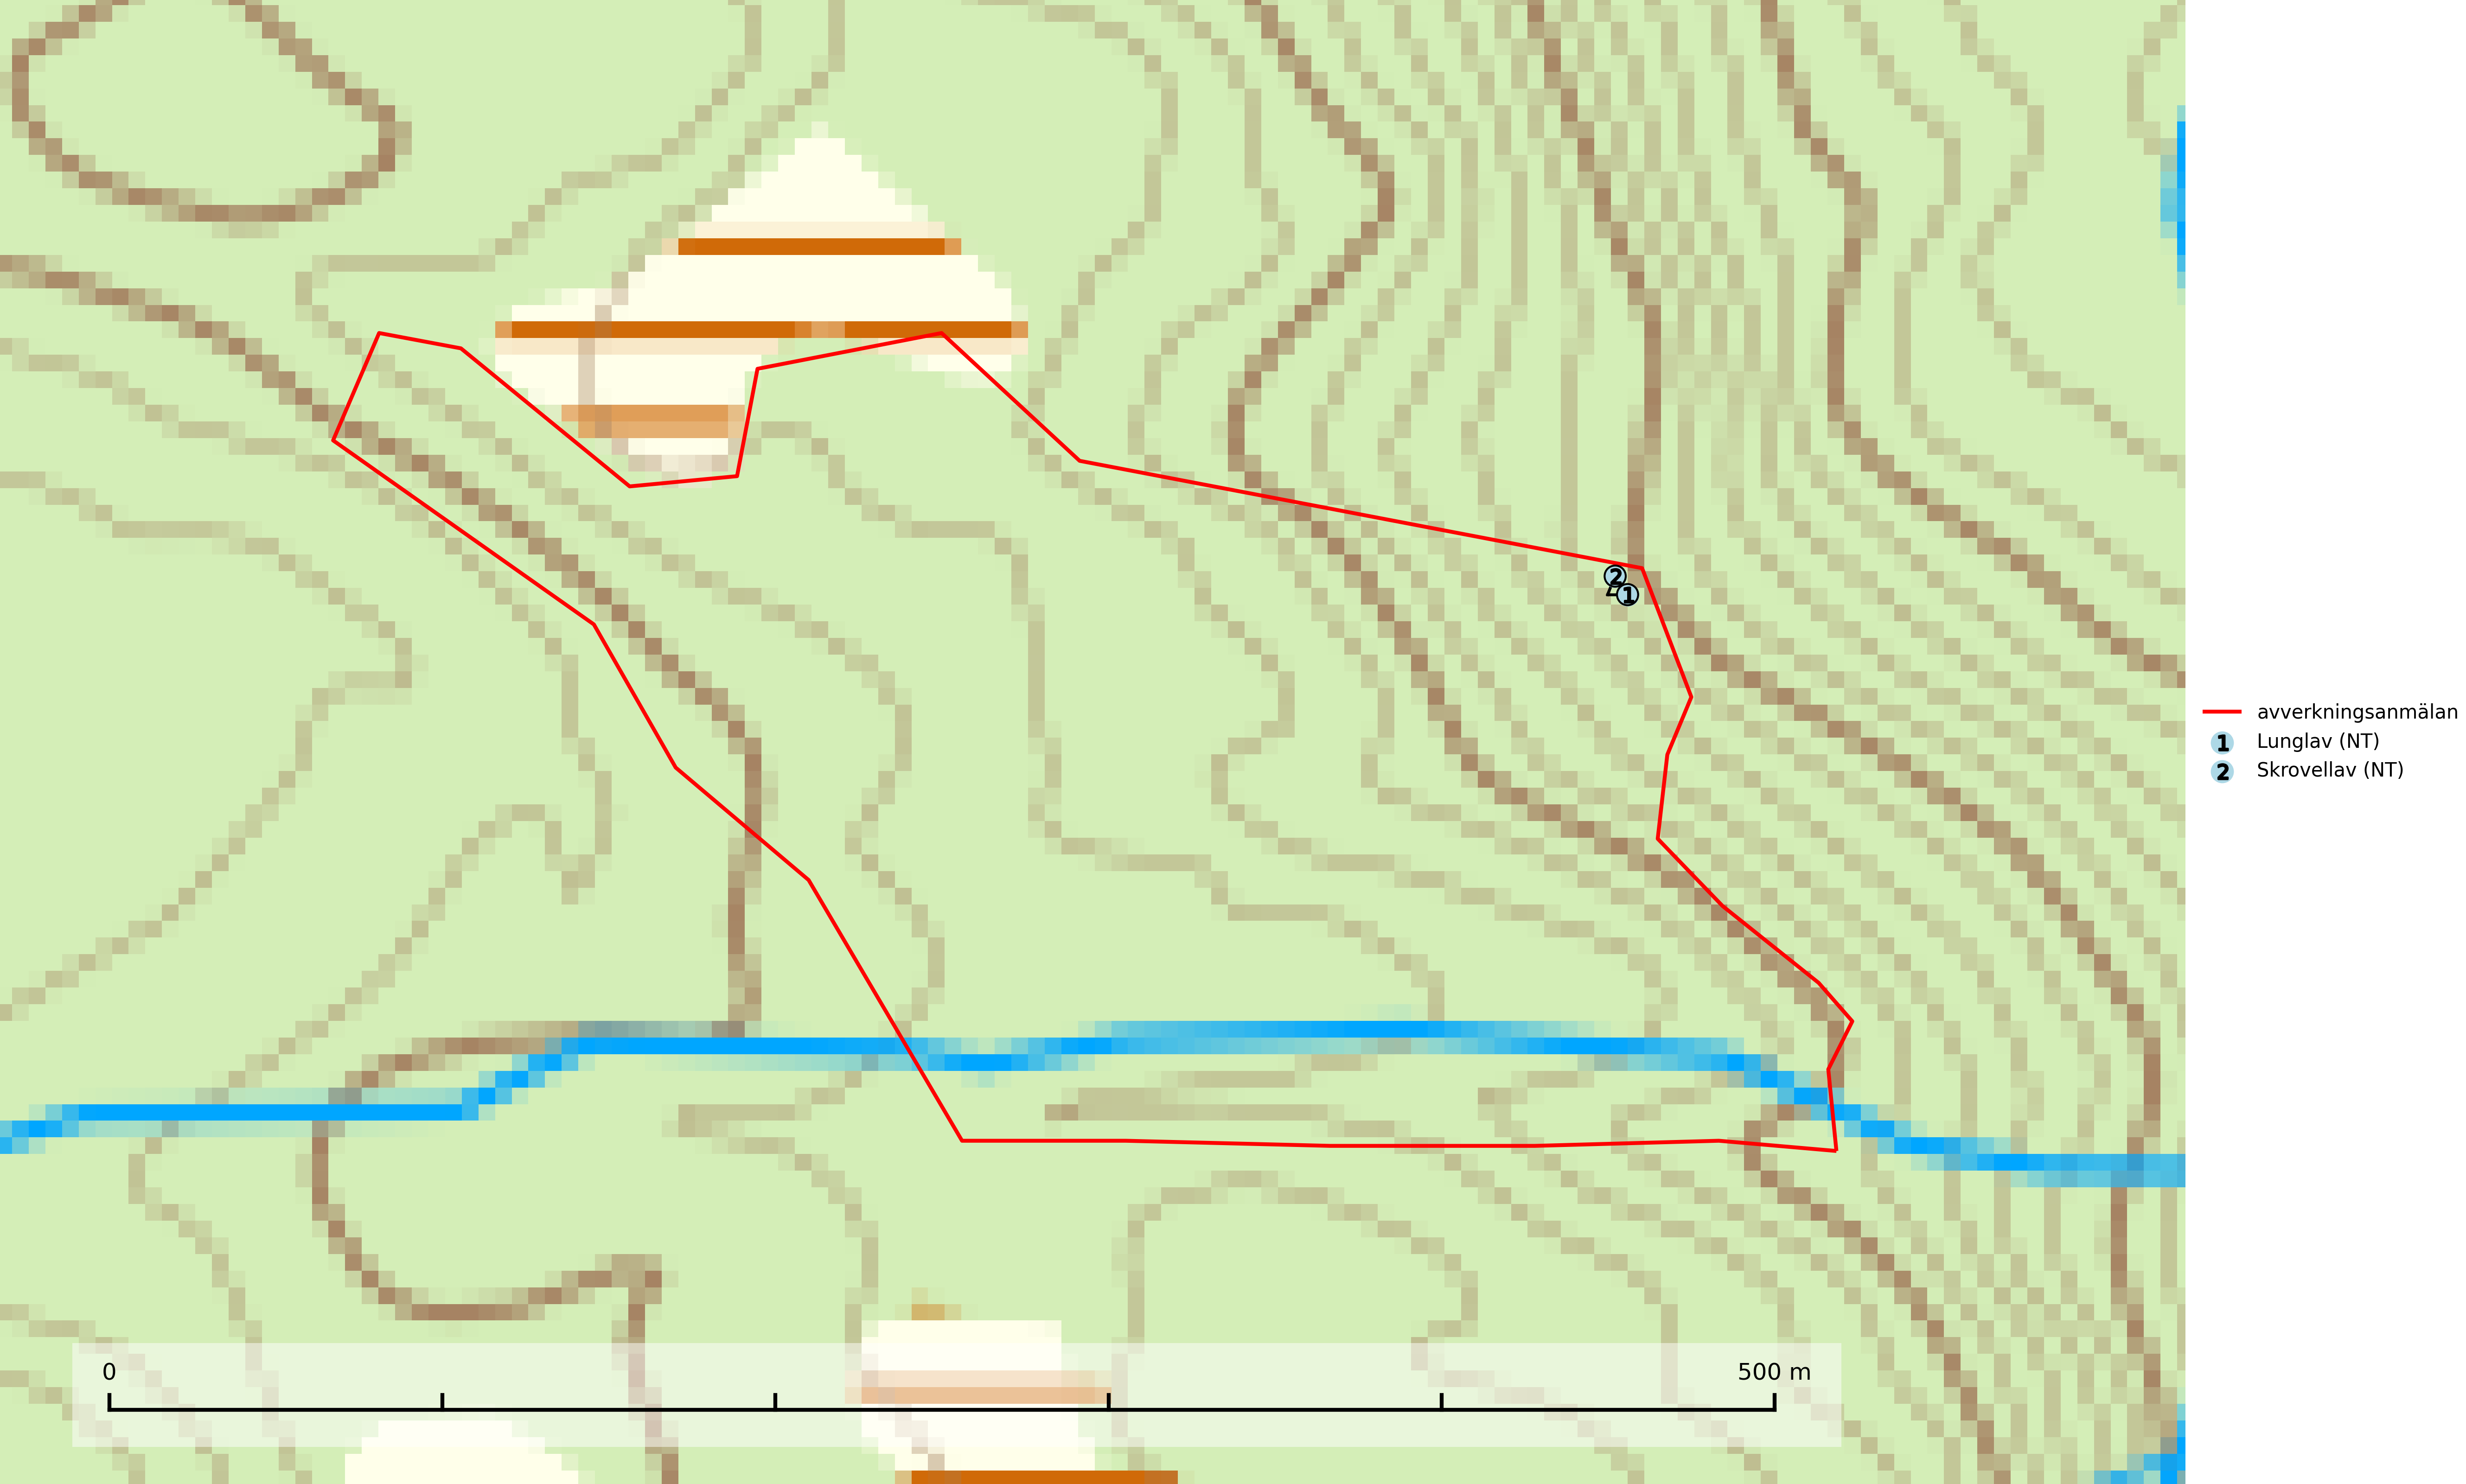 2
1
avverkningsanmälan
1 Lunglav (NT)
2 Skrovellav (NT)
0 500 m